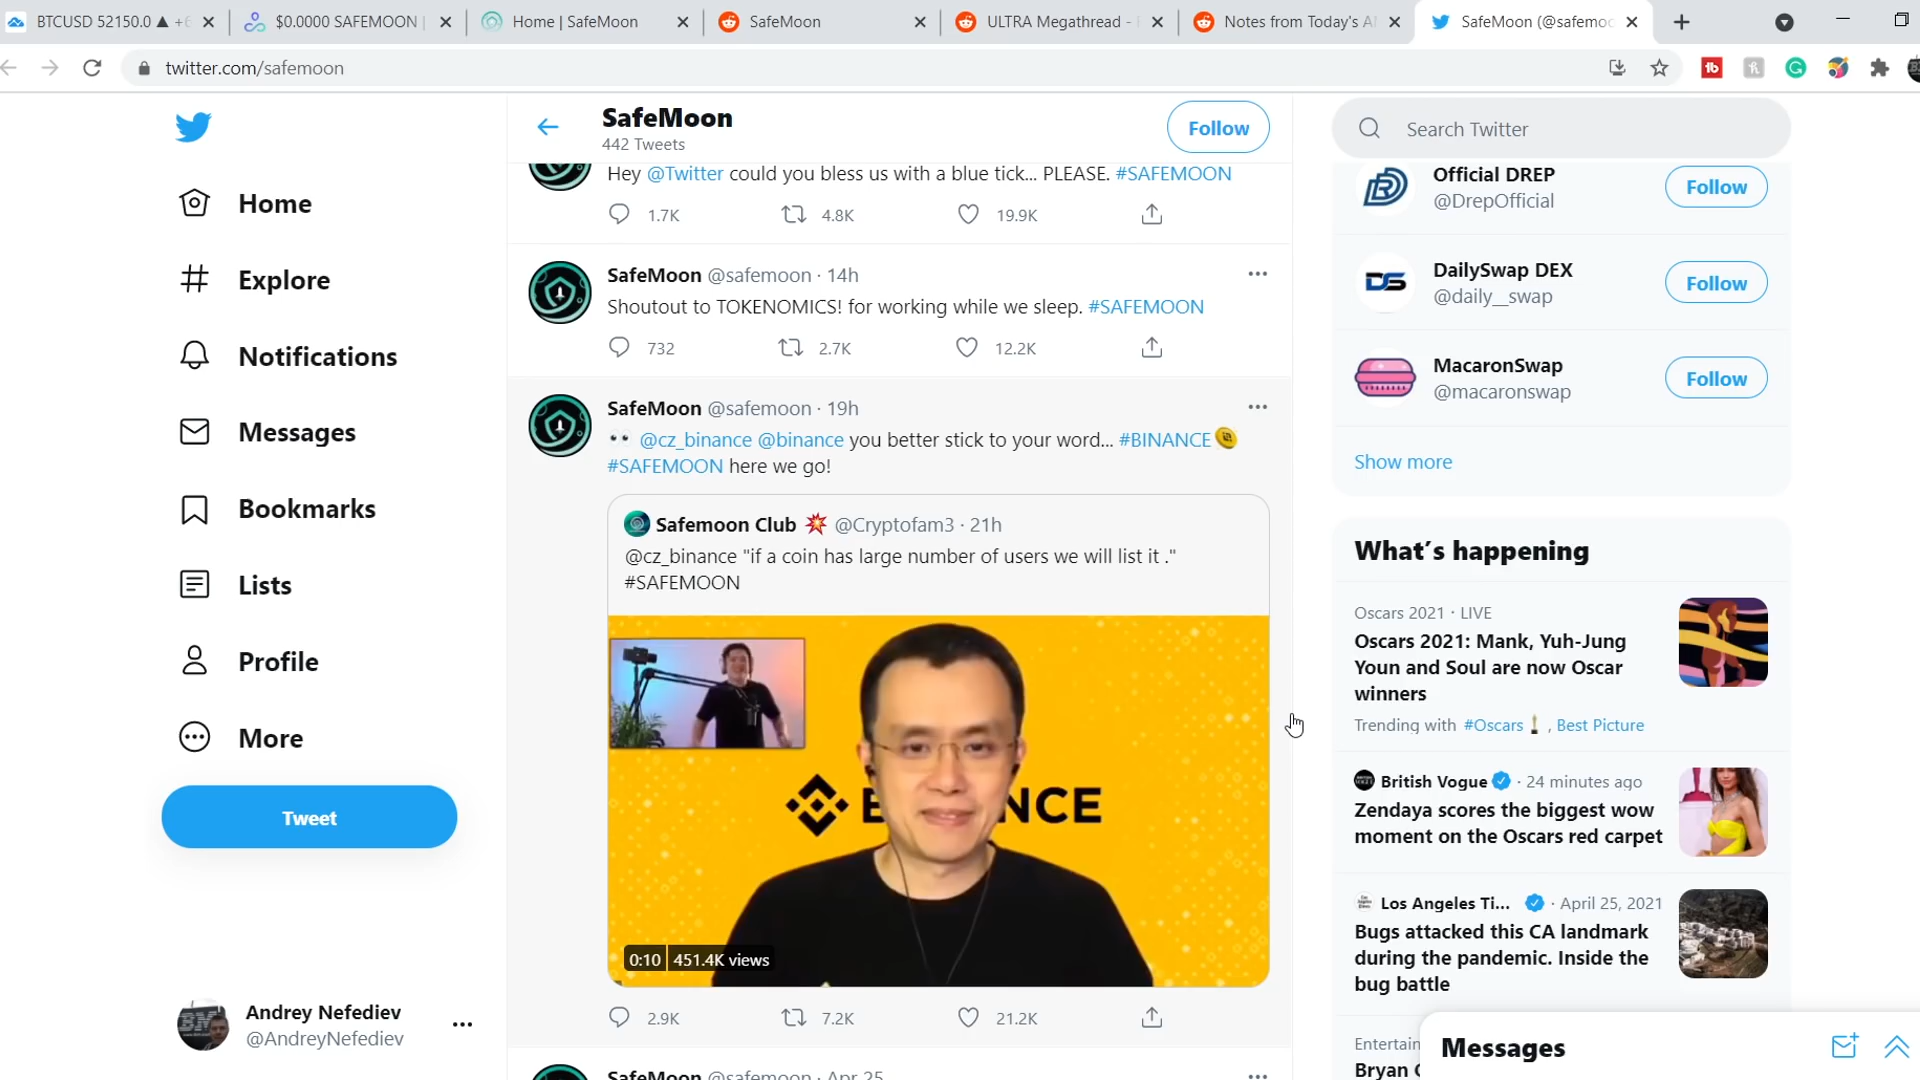 BTCUSD 52150.0 ▲ +6
$0.0000 SAFEMOON |
Home | SafeMoon
SafeMoon
ULTRA Megathread -
Notes from Today's A
SafeMoon (@safemoo
twitter.com/safemoon
Home
Explore
Notifications
Messages
Bookmarks
Lists
Profile
More
Tweet
Andrey Nefediev
@AndreyNefediev
SafeMoon
442 Tweets
Follow
Hey @Twitter could you bless us with a blue tick... PLEASE. #SAFEMOON
1.7K 4.8K 19.9K
SafeMoon @safemoon · 14h
Shoutout to TOKENOMICS! for working while we sleep. #SAFEMOON
732 2.7K 12.2K
SafeMoon @safemoon · 19h
👀 @cz_binance @binance you better stick to your word... #BINANCE
#SAFEMOON here we go!
Safemoon Club 💥 @Cryptofam3 · 21h
@cz_binance "if a coin has large number of users we will list it ."
#SAFEMOON
B NCE
0:10 451.4K views
2.9K 7.2K 21.2K
SafeMoon @safemoon · Apr 25
Search Twitter
Official DREP
@DrepOfficial
Follow
DS
DailySwap DEX
@daily__swap
Follow
MacaronSwap
@macaronswap
Follow
Show more
What's happening
Oscars 2021 · LIVE
Oscars 2021: Mank, Yuh-Jung
Youn and Soul are now Oscar
winners
Trending with #Oscars , Best Picture
British Vogue · 24 minutes ago
Zendaya scores the biggest wow
moment on the Oscars red carpet
Los Angeles Ti... · April 25, 2021
Bugs attacked this CA landmark
during the pandemic. Inside the
bug battle
Entertain
Bryan
Messages